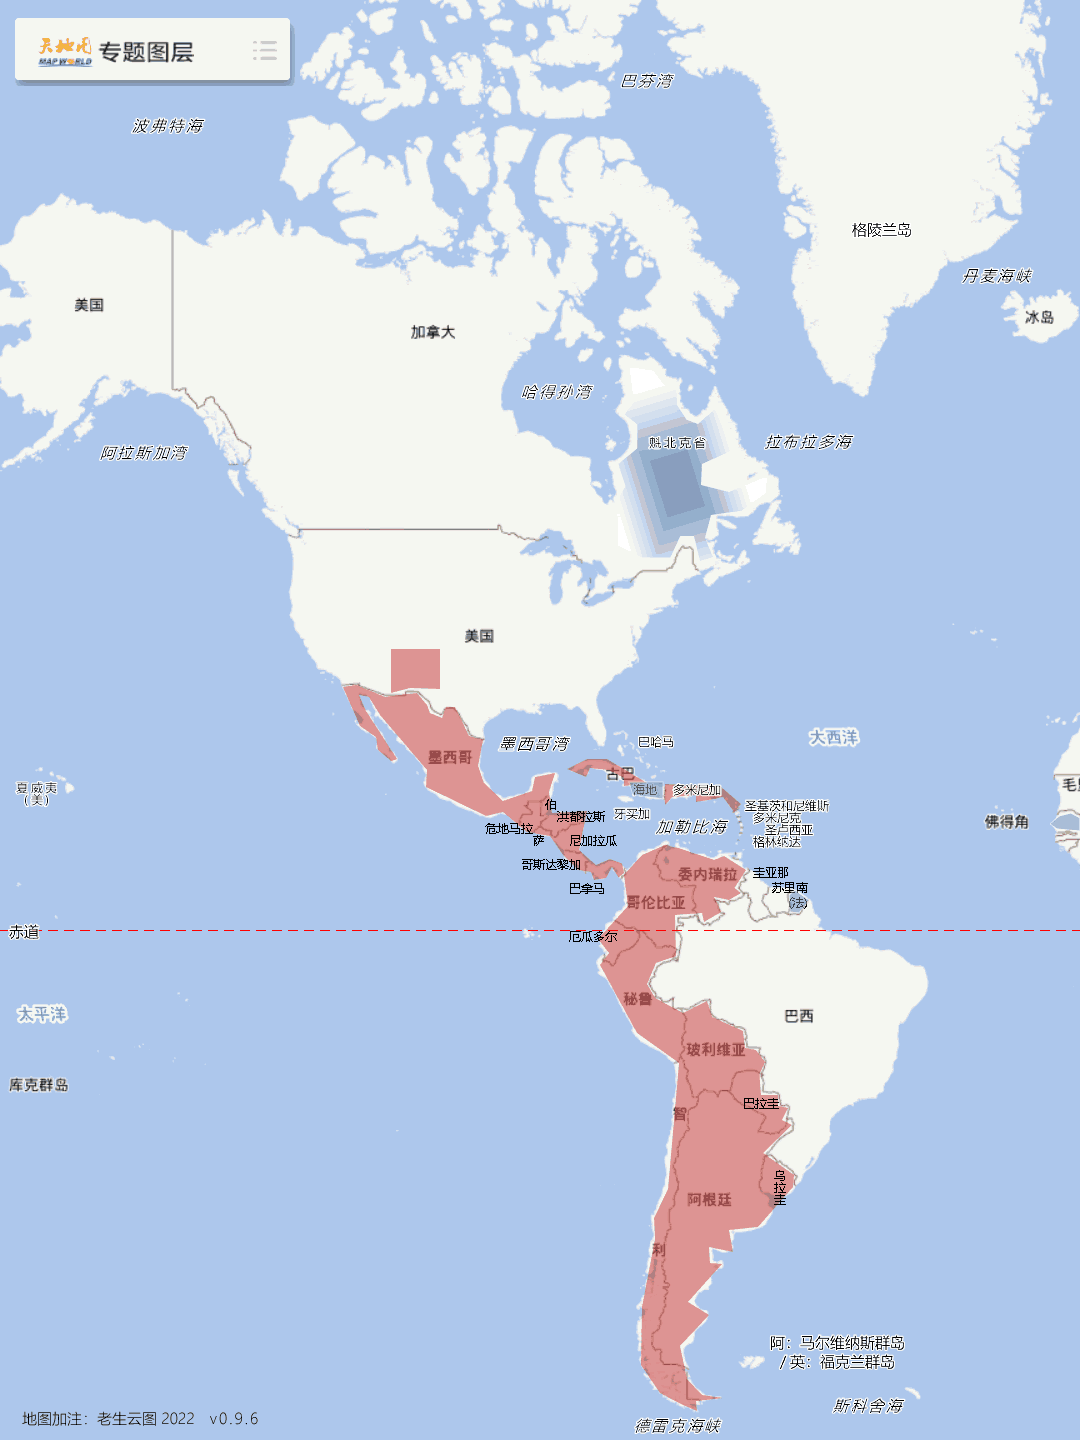 天地图
MAP WORLD
专题图层
巴芬湾
波弗特海
格陵兰岛
丹麦海峡
美国
冰岛
加拿大
哈得孙湾
魁北克省
拉布拉多海
阿拉斯加湾
美国
大西洋
巴哈马
墨西哥湾
墨西哥
古巴
夏威夷
(美)
海地
多米尼加
毛
伯
圣基茨和尼维斯
洪都拉斯
牙买加
多米尼克
佛得角
危地马拉
加勒比海
圣卢西亚
萨
尼加拉瓜
格林纳达
哥斯达黎加
委内瑞拉
圭亚那
巴拿马
苏里南
哥伦比亚
(法)
赤道
厄瓜多尔
秘鲁
太平洋
巴西
玻利维亚
库克群岛
巴拉圭
智
乌拉圭
阿根廷
利
阿：马尔维纳斯群岛
/ 英：福克兰群岛
斯科舍海
地图加注：老生云图 2022 v0.9.6
德雷克海峡